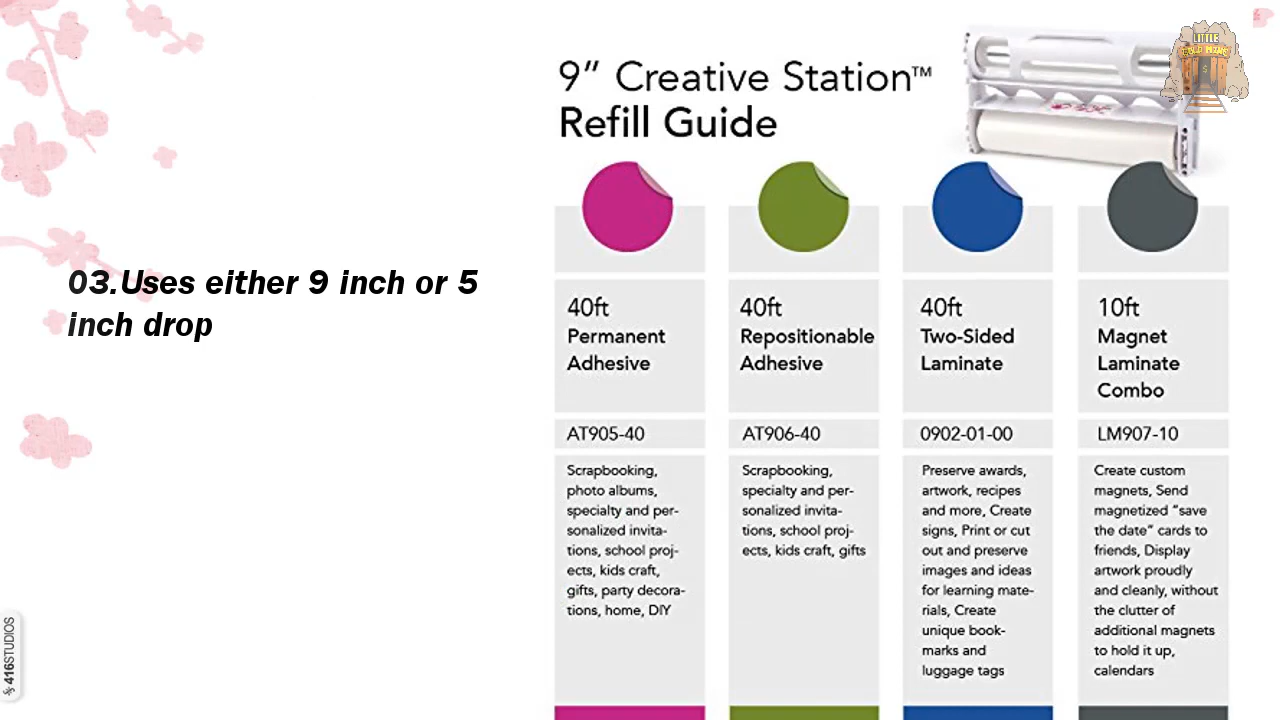 03.Uses either 9 inch or 5
inch drop
9” Creative Station™
Refill Guide
LITTLE
GOLD MINE
40ft
Permanent
Adhesive
AT905-40
Scrapbooking,
photo albums,
specialty and per-
sonalized invita-
tions, school proj-
ects, kids craft,
gifts, party decora-
tions, home, DIY
40ft
Repositionable
Adhesive
AT906-40
Scrapbooking,
specialty and per-
sonalized invita-
tions, school proj-
ects, kids craft, gifts
40ft
Two-Sided
Laminate
0902-01-00
Preserve awards,
artwork, recipes
and more, Create
signs, Print or cut
out and preserve
images and ideas
for learning mate-
rials, Create
unique book-
marks and
luggage tags
10ft
Magnet
Laminate
Combo
LM907-10
Create custom
magnets, Send
magnetized “save
the date” cards to
friends, Display
artwork proudly
and cleanly, without
the clutter of
additional magnets
to hold it up,
calendars
416STUDIOS